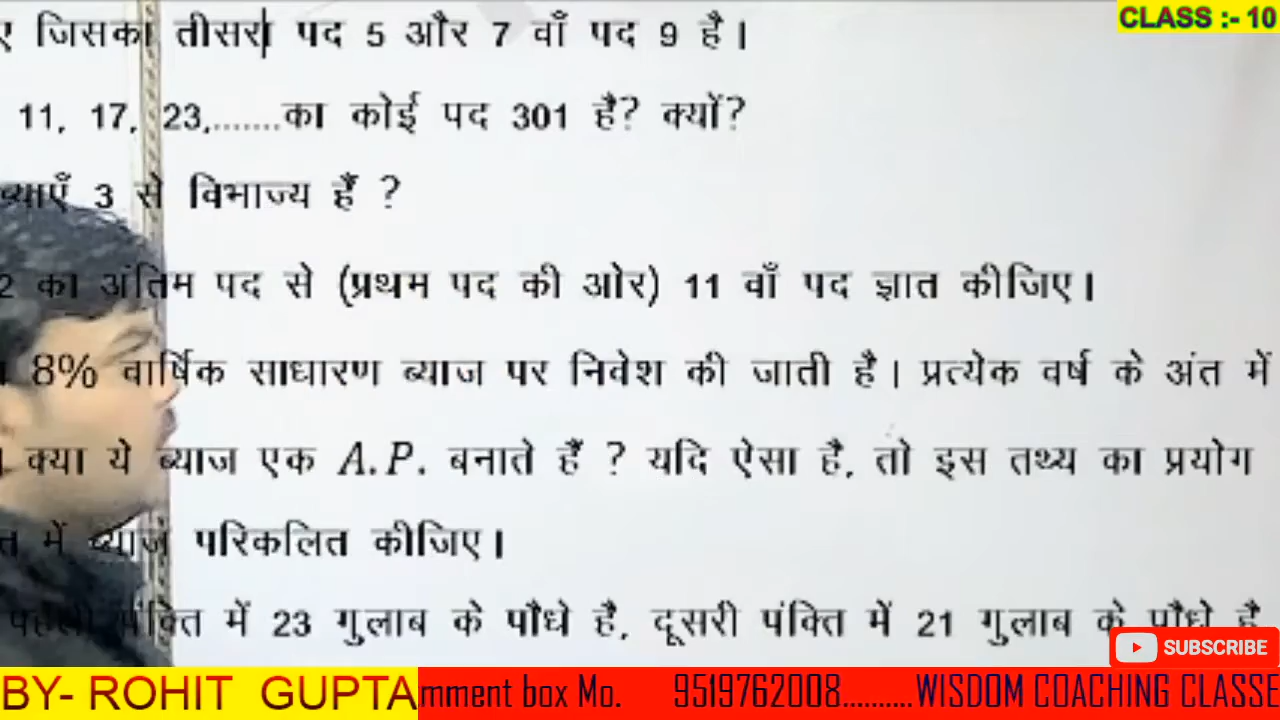 CLASS :- 10
जिसका तीसरा पद 5 और 7 वाँ पद 9 है।
11, 17, 23,.......का कोई पद 301 है? क्यों?
3 से विभाज्य हैं ?
2 का अंतिम पद से (प्रथम पद की ओर) 11 वाँ पद ज्ञात कीजिए।
8% वार्षिक साधारण ब्याज पर निवेश की जाती है। प्रत्येक वर्ष के अंत में
क्या ये ब्याज एक A.P. बनाते हैं ? यदि ऐसा है, तो इस तथ्य का प्रयोग
में ब्याज परिकलित कीजिए।
पहली पंक्ति में 23 गुलाब के पौधे है, दूसरी पंक्ति में 21 गुलाब के पौधे है
SUBSCRIBE
BY- ROHIT GUPTA mment box Mo. 9519762008..........WISDOM COACHING CLASSE